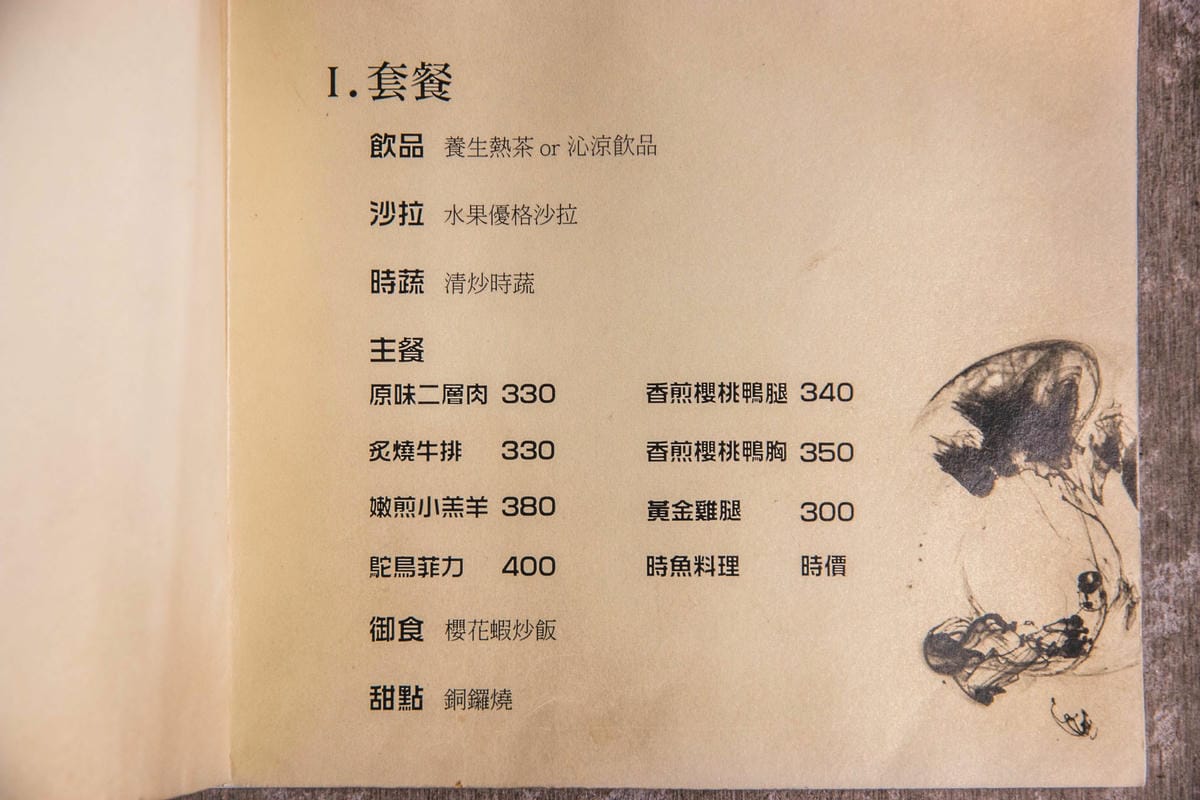 I.套餐
飲品 養生熱茶 or 沁涼飲品
沙拉 水果優格沙拉
時蔬 清炒時蔬
主餐
原味二層肉 330 香煎櫻桃鴨腿 340
炙燒牛排 330 香煎櫻桃鴨胸 350
嫩煎小羔羊 380 黃金雞腿 300
鴕鳥菲力 400 時魚料理 時價
御食 櫻花蝦炒飯
甜點 銅鑼燒